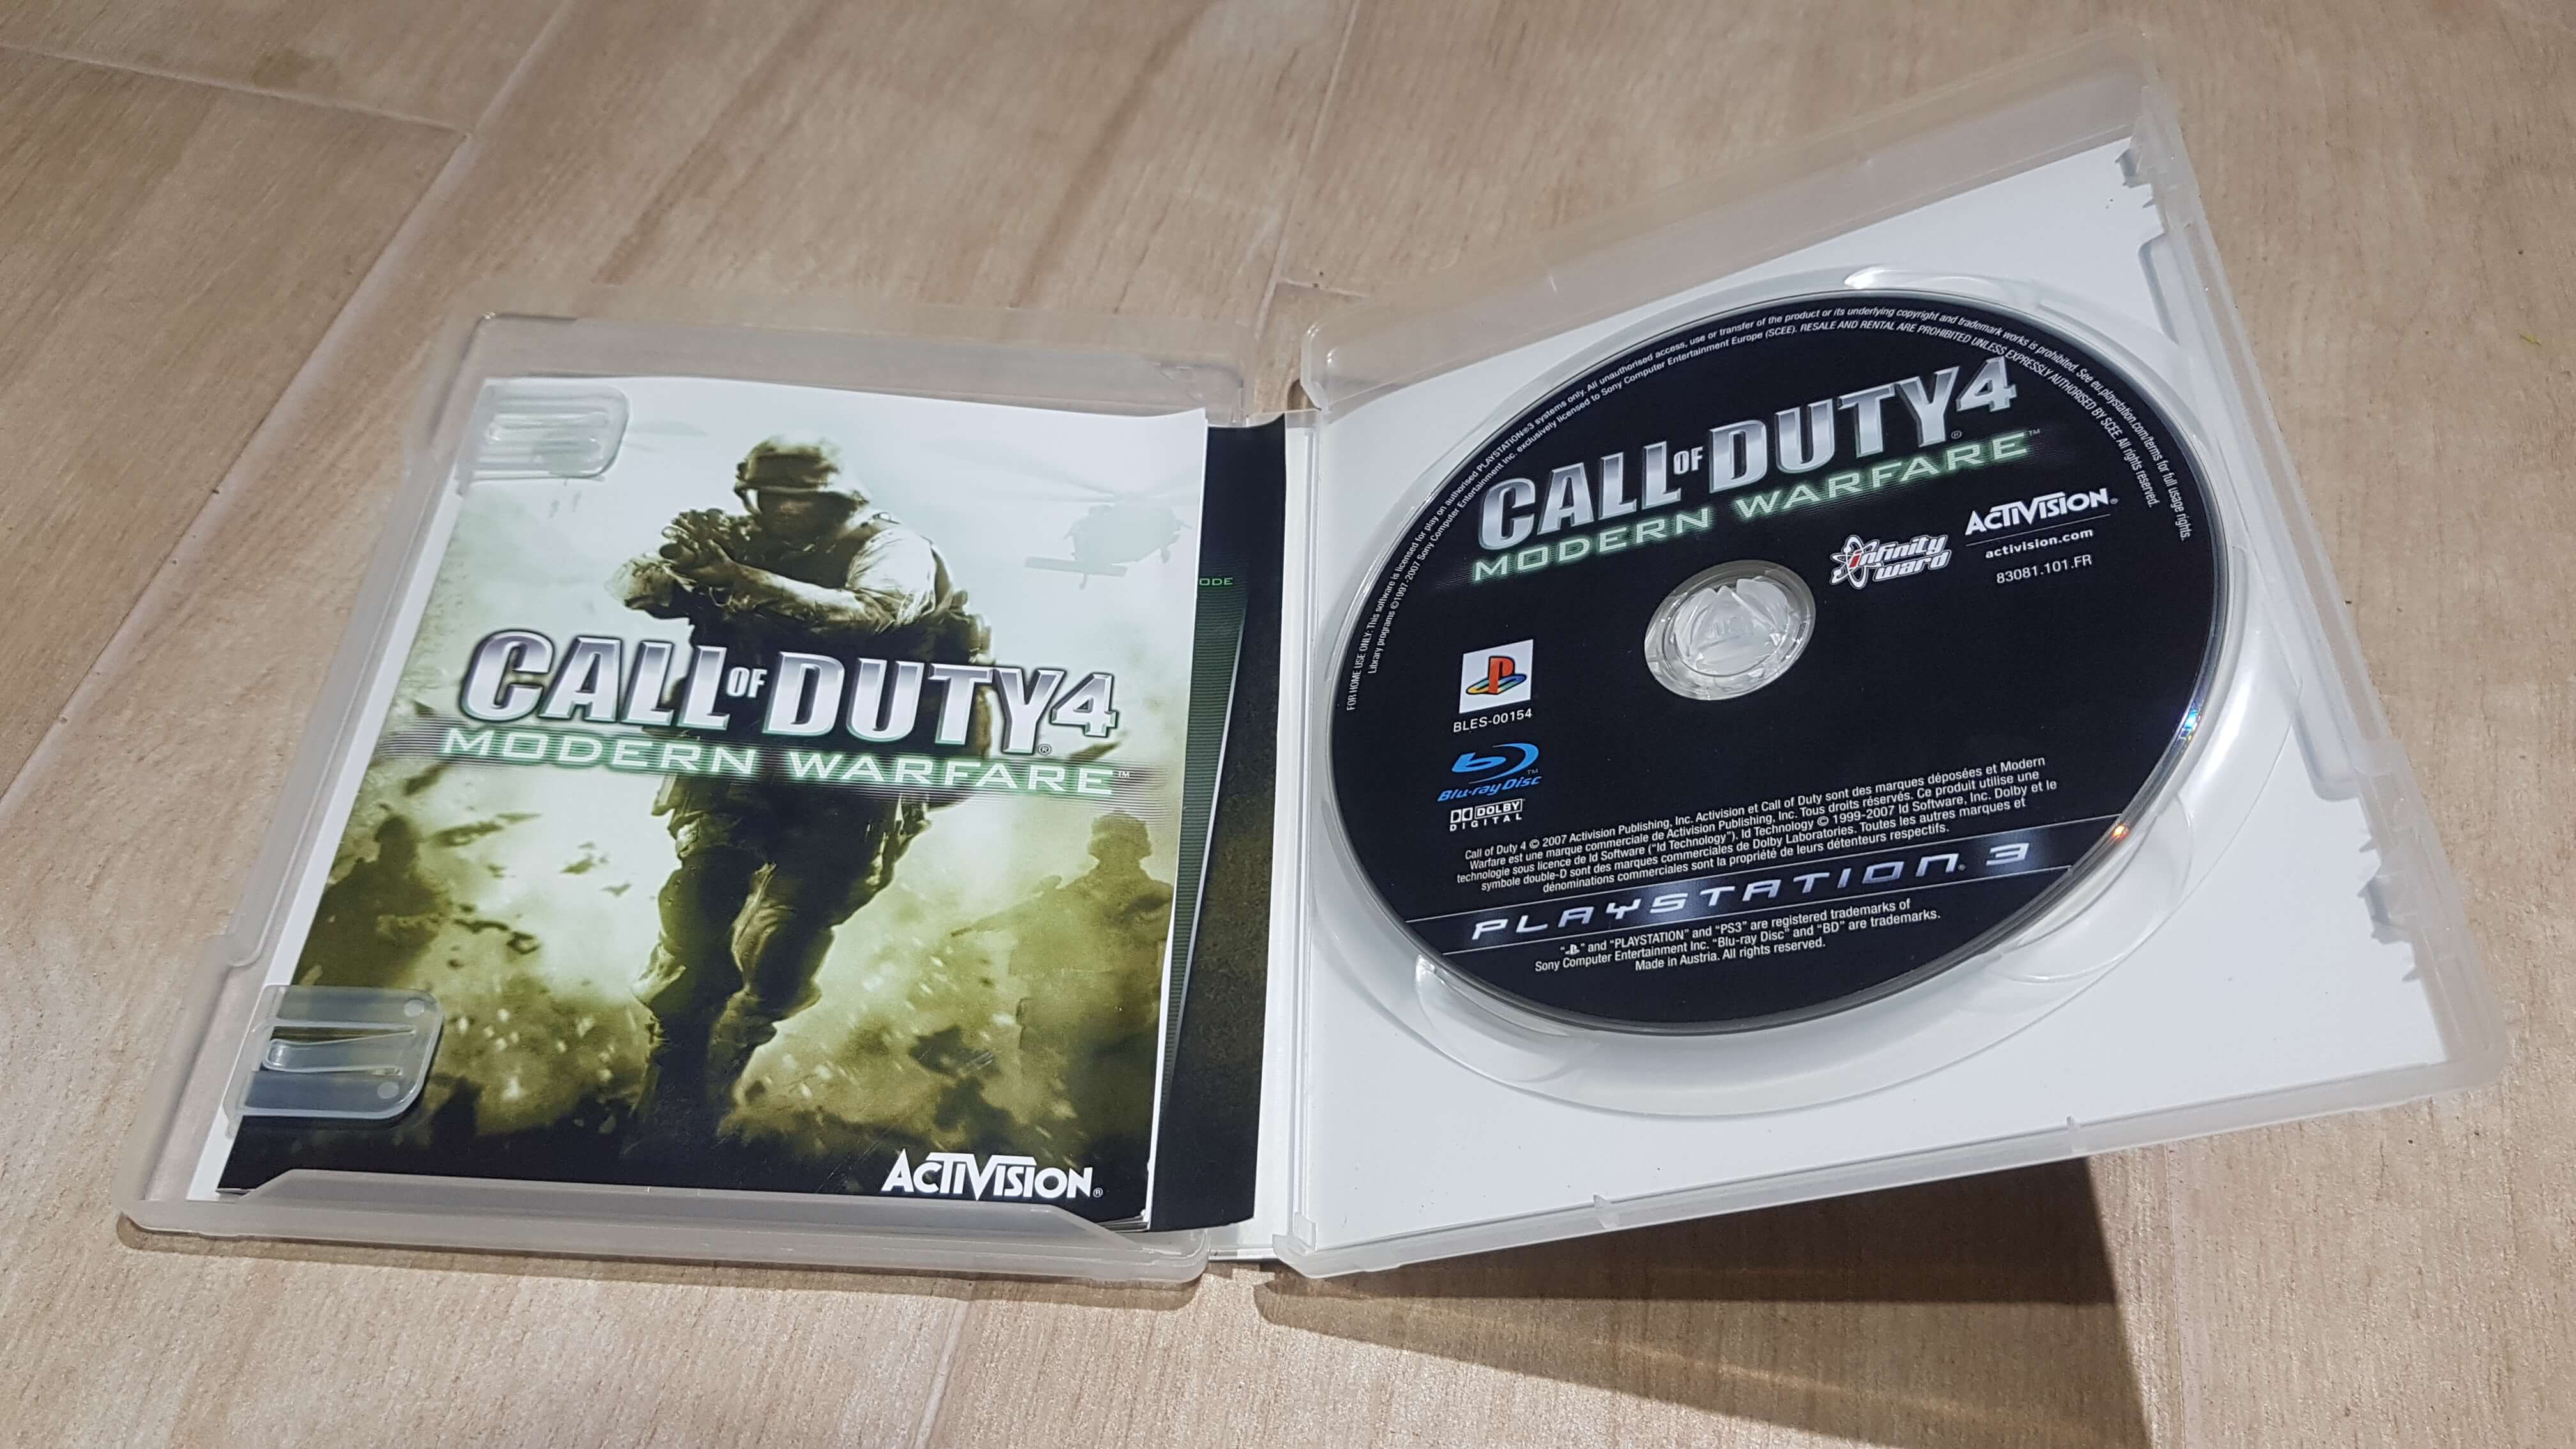 CALL OF DUTY 4®
MODERN WARFARE™
ACTIVISION®
ODE
FOR HOME USE ONLY: This software is licensed for play on authorised PLAYSTATION®3 systems only. All unauthorised access, use or transfer of the product or its underlying copyright and trademark works is prohibited. See eu.playstation.com/terms for full usage rights.
Library programs ©1997-2007 Sony Computer Entertainment Inc. exclusively licensed to Sony Computer Entertainment Europe (SCEE). RESALE AND RENTAL ARE PROHIBITED UNLESS EXPRESSLY AUTHORISED BY SCEE. All rights reserved.
CALL OF DUTY 4®
MODERN WARFARE™
infinity
ward
ACTIVISION®
activision.com
83081.101.FR
BLES-00154
Blu-ray Disc™
DOLBY
DIGITAL
Call of Duty 4 © 2007 Activision Publishing, Inc. Activision et Call of Duty sont des marques déposées et Modern
Warfare est une marque commerciale de Activision Publishing, Inc. Tous droits réservés. Ce produit utilise une
technologie sous licence de Id Software ("Id Technology"). Id Technology © 1999-2007 Id Software, Inc. Dolby et le
symbole double-D sont des marques commerciales de Dolby Laboratories. Toutes les autres marques et
dénominations commerciales sont la propriété de leurs détenteurs respectifs.
PLAYSTATION®3
" " and "PLAYSTATION" and "PS3" are registered trademarks of
Sony Computer Entertainment Inc. "Blu-ray Disc" and "BD" are trademarks.
Made in Austria. All rights reserved.